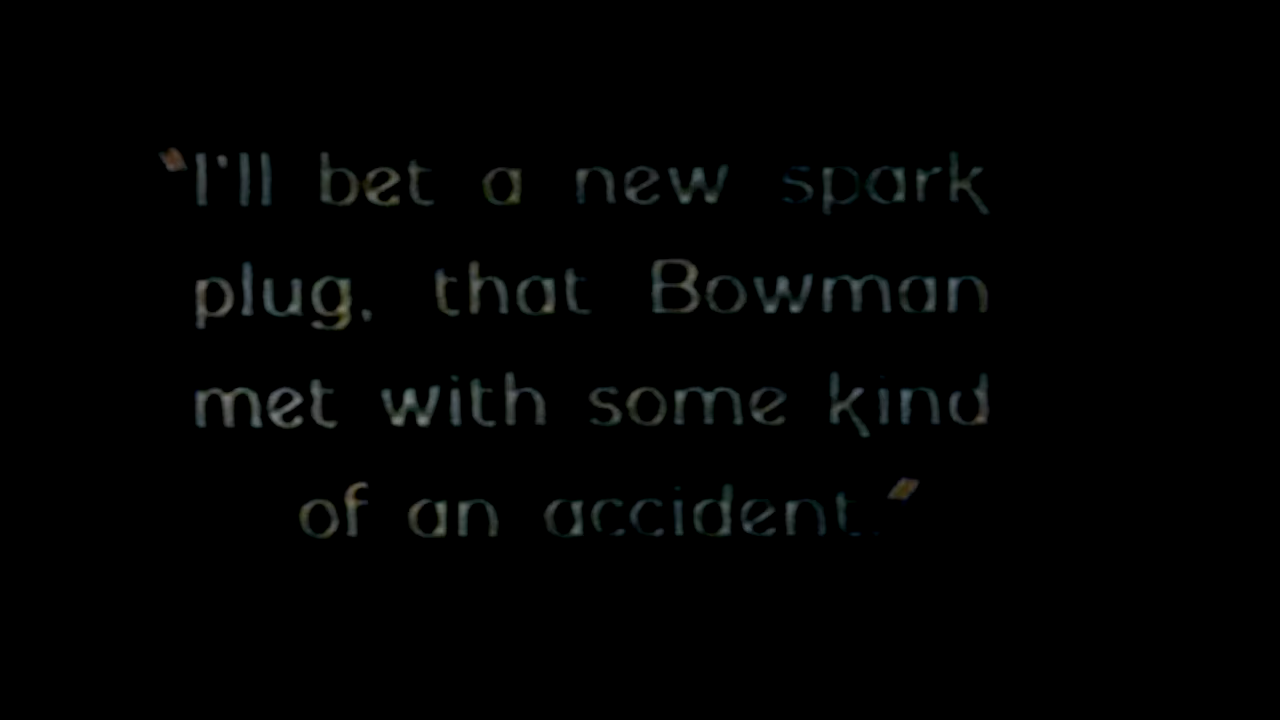 "I'll bet a new spark
plug, that Bowman
met with some kind
of an accident."